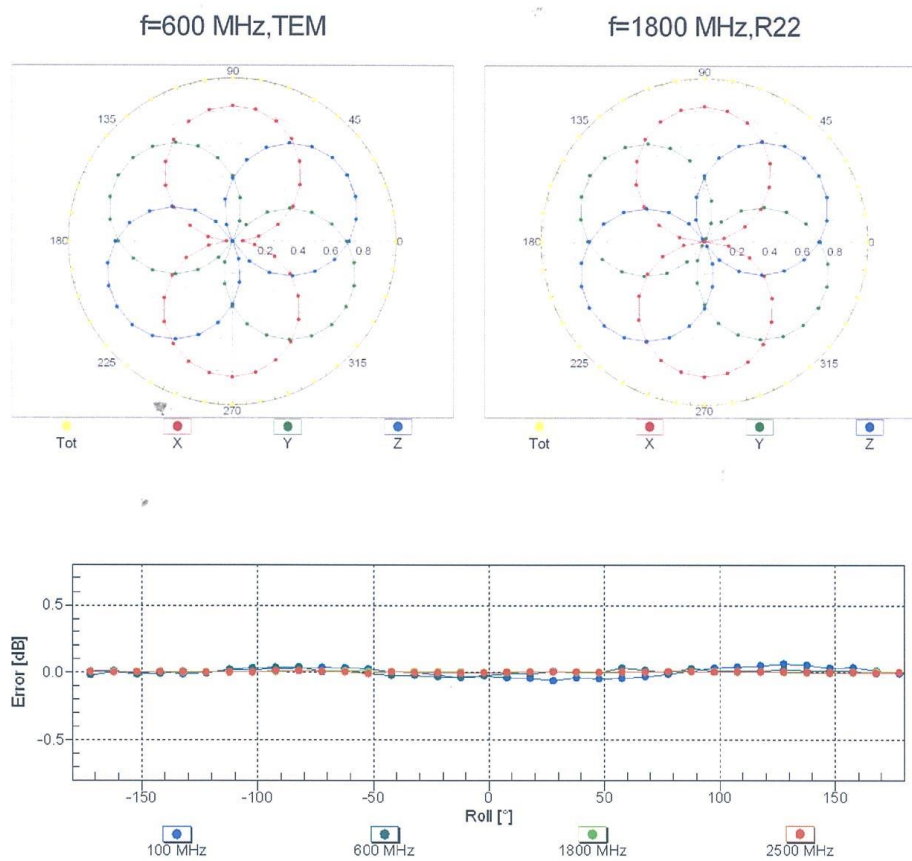 f=600 MHz,TEM
f=1800 MHz,R22
90
135
45
180
0.2 0.4 0.6 0.8 0
225
315
270
Tot X Y Z
90
135
45
180
0.2 0.4 0.6 0.8 0
225
315
270
Tot X Y Z
Error [dB]
0.5
0.0
-0.5
-150 -100 -50 0 50 100 150
Roll [°]
100 MHz 600 MHz 1800 MHz 2500 MHz